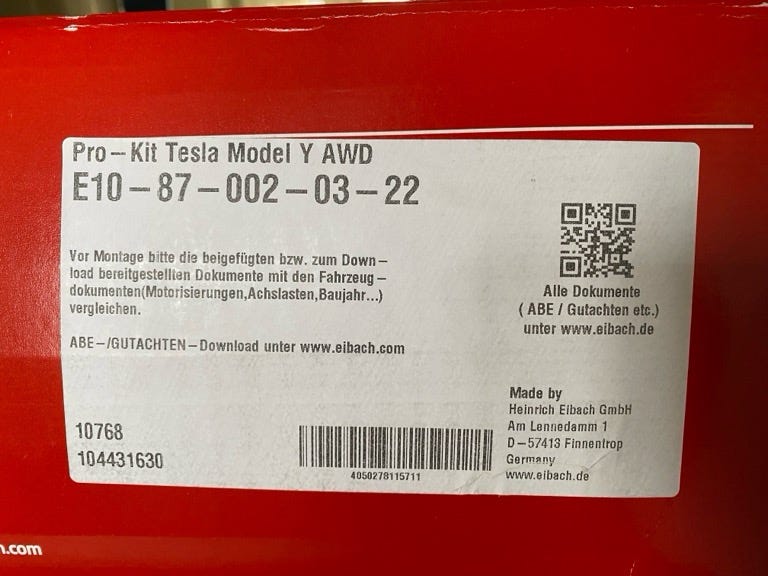 Pro-Kit Tesla Model Y AWD
E10-87-002-03-22
Vor Montage bitte die beigefügten bzw. zum Down-
load bereitgestellten Dokumente mit den Fahrzeug-
dokumenten(Motorisierungen,Achslasten,Baujahr...)
vergleichen.
ABE-/GUTACHTEN-Download unter www.eibach.com
Alle Dokumente
( ABE / Gutachten etc.)
unter www.eibach.de
Made by
Heinrich Eibach GmbH
Am Lennedamm 1
D-57413 Finnentrop
Germany
www.eibach.de
10768
104431630
4050278115711
.com